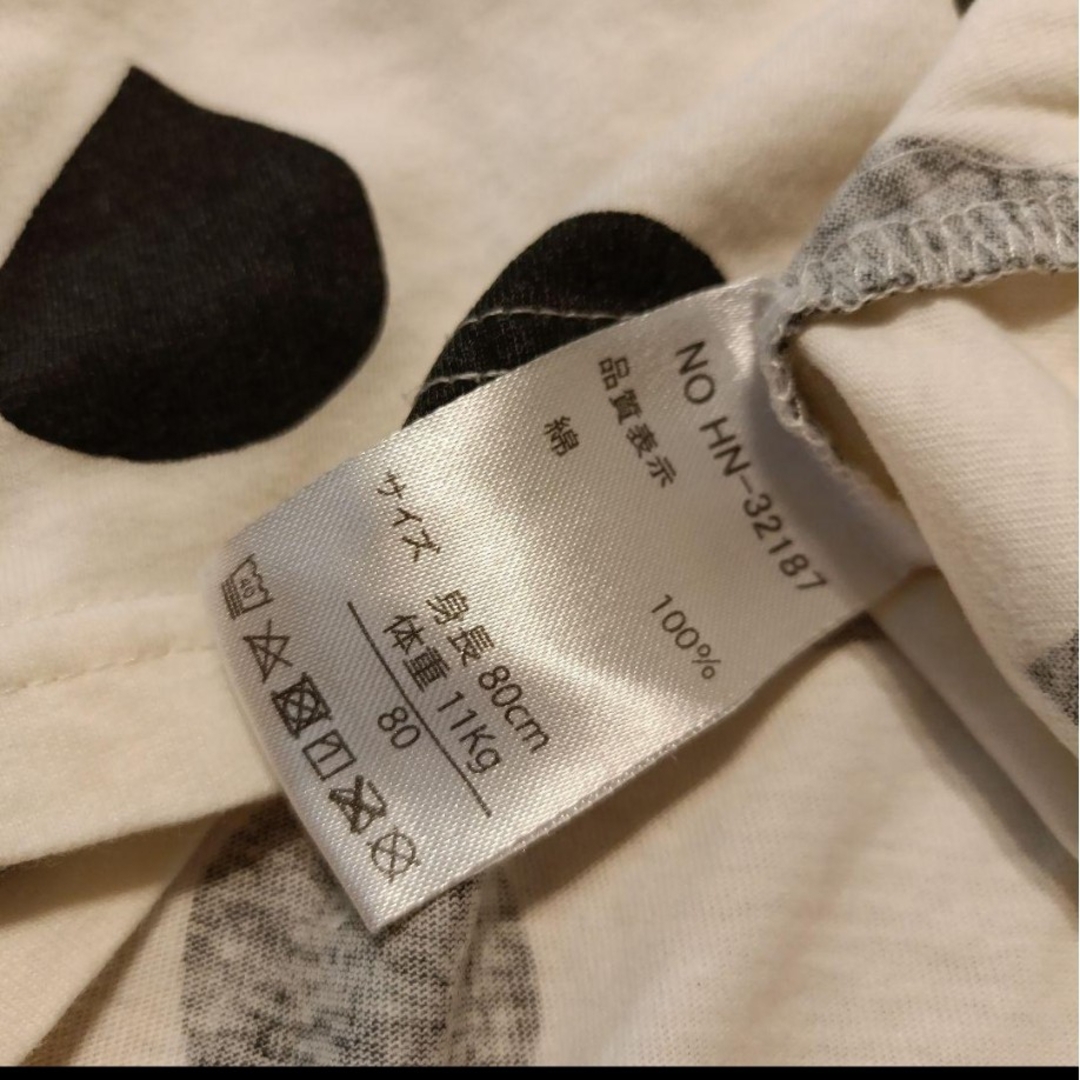 NO HN-32187
品質表示
綿 100%
サイズ
身長 80cm
体重 11Kg
80
40